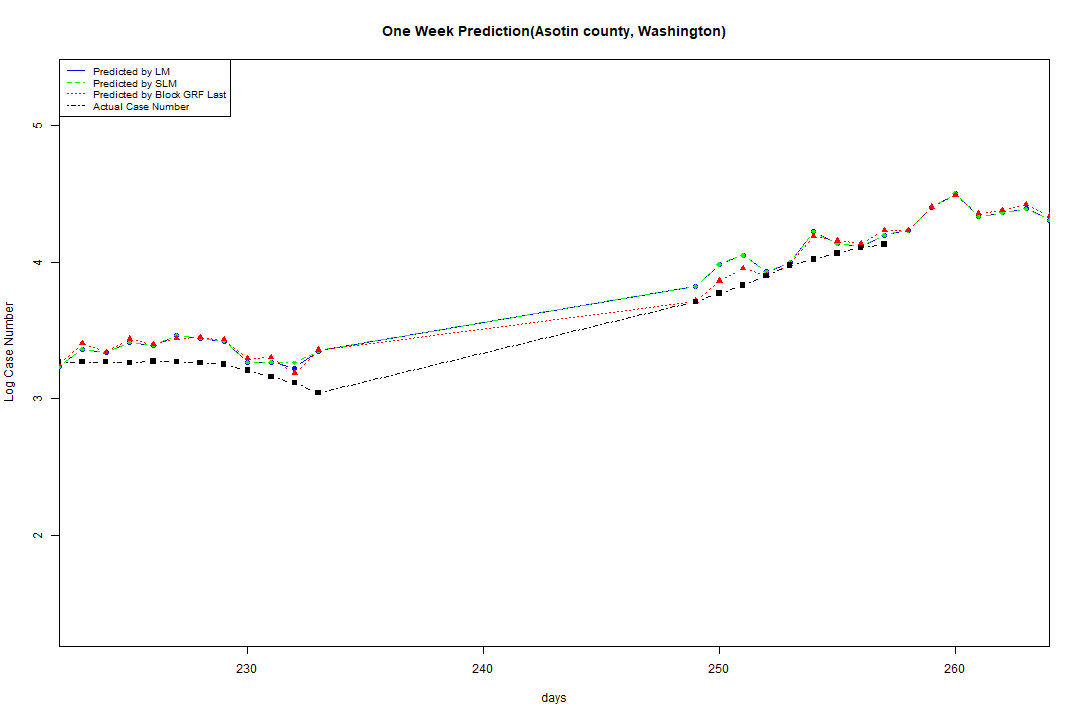 One Week Prediction(Asotin county, Washington)
Predicted by LM
Predicted by SLM
Predicted by Block GRF Last
Actual Case Number
5
4
3
2
Log Case Number
230 240 250 260
days